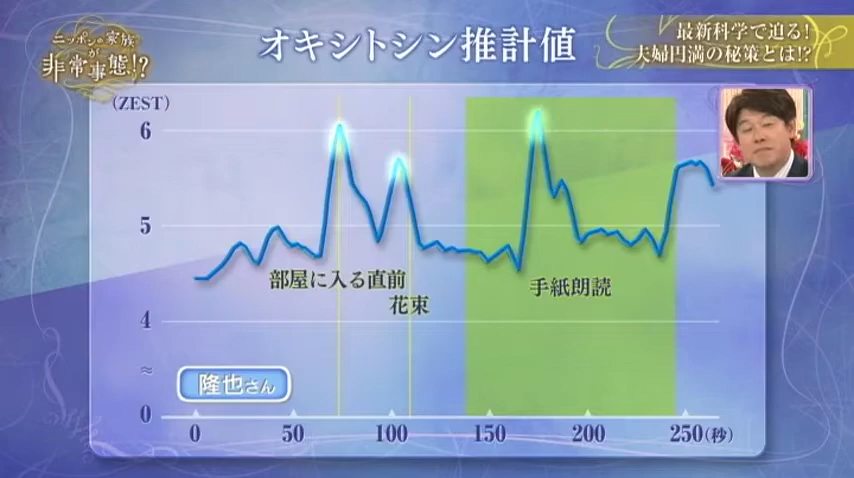 ニッポンの家族が
非常事態!?
オキシトシン推計値
最新科学で迫る!
夫婦円満の秘策とは!?
(ZEST)
6
5
4
≈
0
部屋に入る直前
花束
手紙朗読
隆也さん
0 50 100 150 200 250(秒)